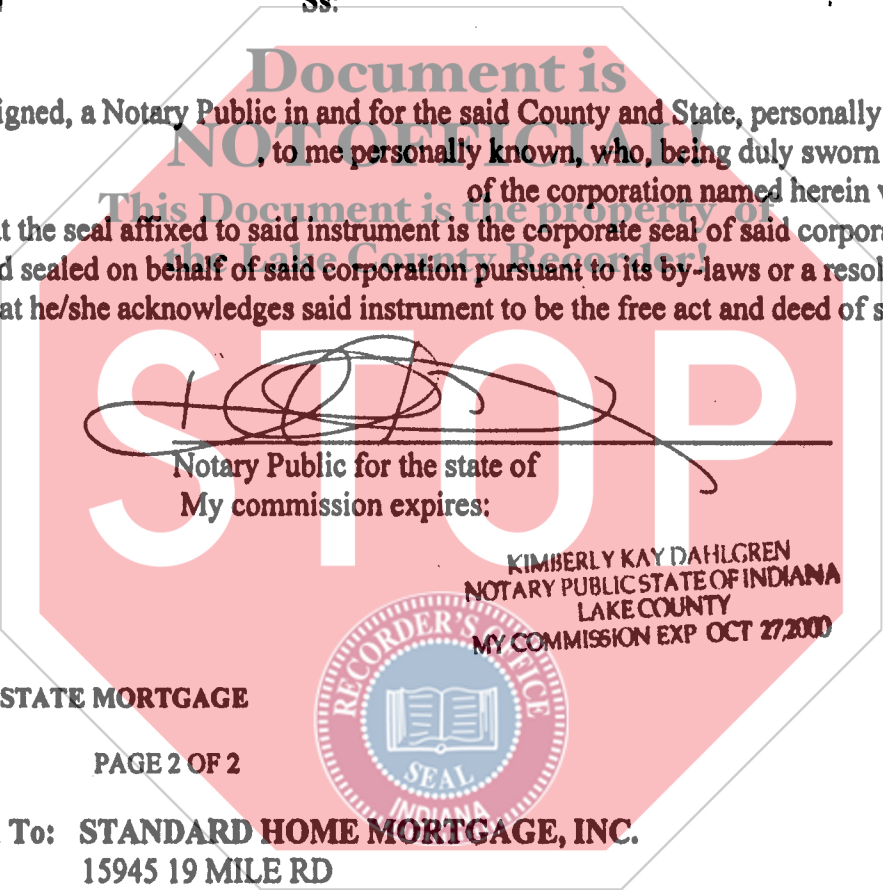 Ss:
Document is
igned, a Notary Public in and for the said County and State, personally
NOT OFFICIAL!
, to me personally known, who, being duly sworn
of the corporation named herein
This Document is the property of
t the seal affixed to said instrument is the corporate seal of said corpor
the Lake County Recorder!
d sealed on behalf of said corporation pursuant to its by-laws or a resol
at he/she acknowledges said instrument to be the free act and deed of s
STOP
Notary Public for the state of
My commission expires:
KIMBERLY KAY DAHLGREN
NOTARY PUBLIC STATE OF INDIANA
LAKE COUNTY
MY COMMISSION EXP OCT 27,2000
RECORDER'S OFFICE
SEAL
INDIANA
STATE MORTGAGE
PAGE 2 OF 2
To: STANDARD HOME MORTGAGE, INC.
15945 19 MILE RD